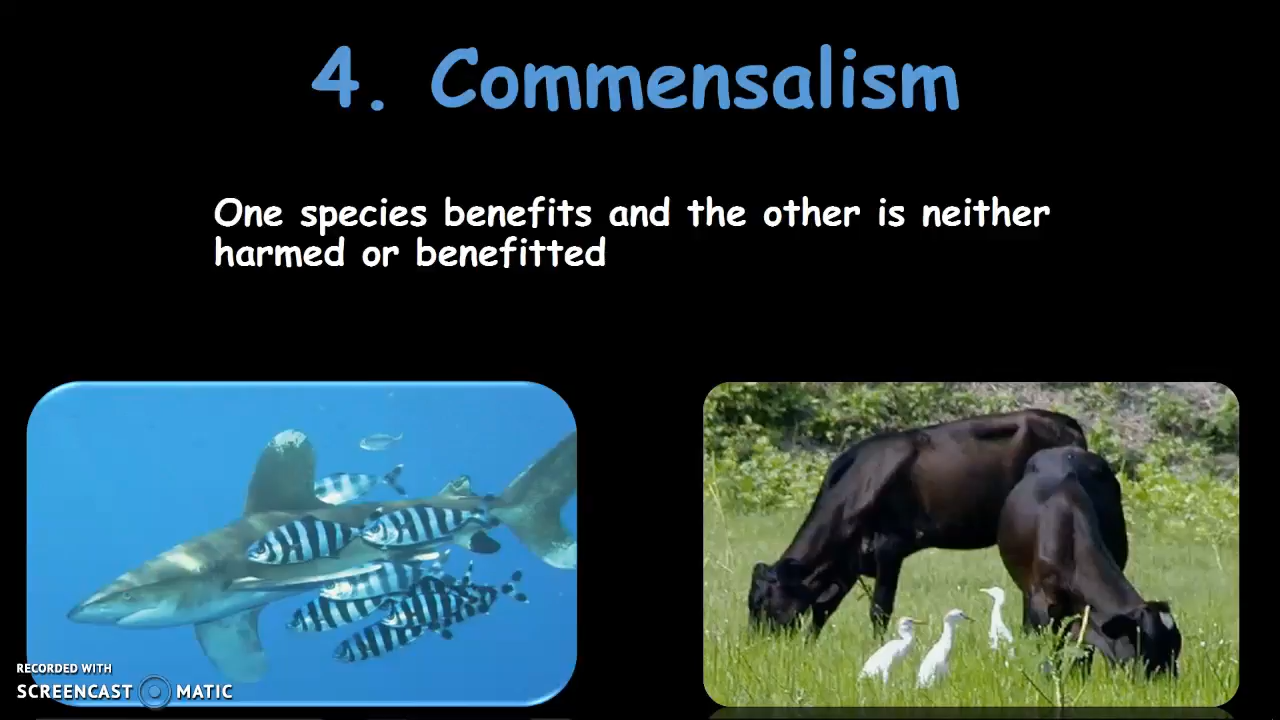 4. Commensalism
One species benefits and the other is neither
harmed or benefitted
RECORDED WITH
SCREENCAST MATIC